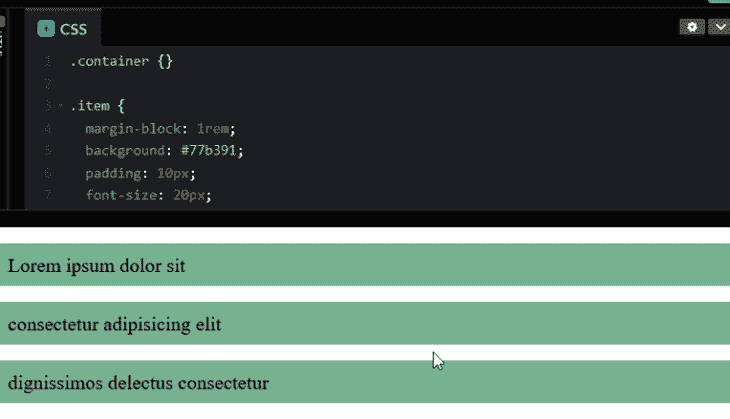 CSS
1 .container {}
2
3 .item {
4 margin-block: 1rem;
5 background: #77b391;
6 padding: 10px;
7 font-size: 20px;
Lorem ipsum dolor sit
consectetur adipisicing elit
dignissimos delectus consectetur